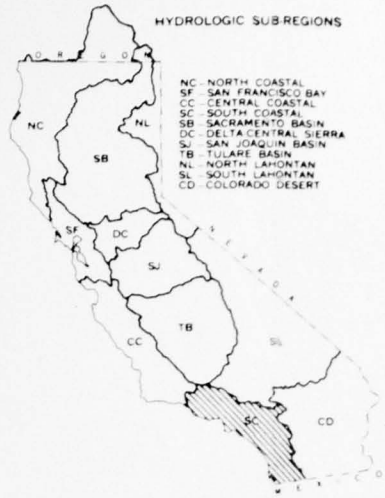 HYDROLOGIC SUB-REGIONS
OREGON
NC - NORTH COASTAL
SF - SAN FRANCISCO BAY
CC - CENTRAL COASTAL
SC - SOUTH COASTAL
SB - SACRAMENTO BASIN
DC - DELTA-CENTRAL SIERRA
SJ - SAN JOAQUIN BASIN
TB - TULARE BASIN
NL - NORTH LAHONTAN
SL - SOUTH LAHONTAN
CD - COLORADO DESERT
NC
NL
SB
SF
DC
NEVADA
SJ
CC
TB
SL
SC
CD
MEXICO